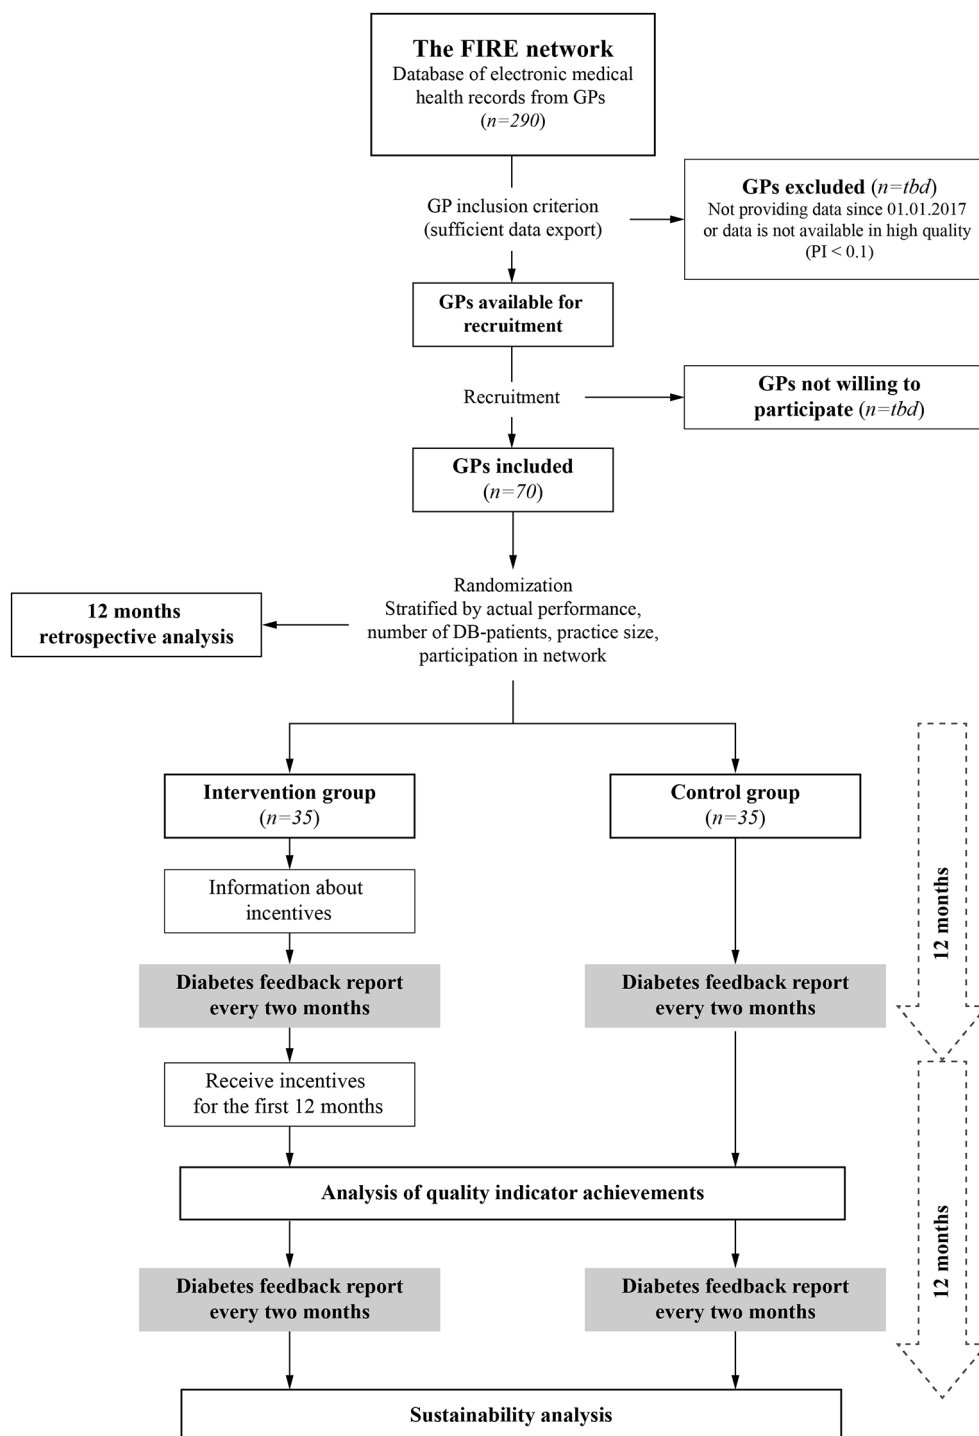 The FIRE network
Database of electronic medical
health records from GPs
(n=290)
GP inclusion criterion
(sufficient data export)
GPs excluded (n=tbd)
Not providing data since 01.01.2017
or data is not available in high quality
(PI < 0.1)
GPs available for
recruitment
Recruitment
GPs not willing to
participate (n=tbd)
GPs included
(n=70)
Randomization
Stratified by actual performance,
number of DB-patients, practice size,
participation in network
12 months
retrospective analysis
Intervention group
(n=35)
Control group
(n=35)
Information about
incentives
12 months
Diabetes feedback report
every two months
Diabetes feedback report
every two months
Receive incentives
for the first 12 months
Analysis of quality indicator achievements
12 months
Diabetes feedback report
every two months
Diabetes feedback report
every two months
Sustainability analysis